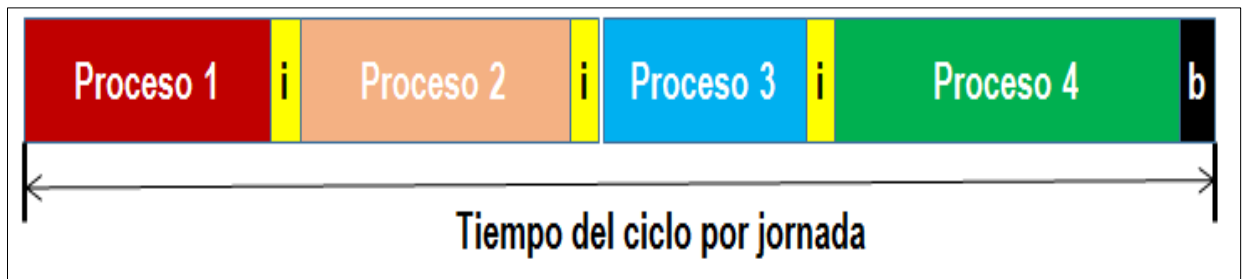 Proceso 1 i Proceso 2 i Proceso 3 i Proceso 4 b
Tiempo del ciclo por jornada